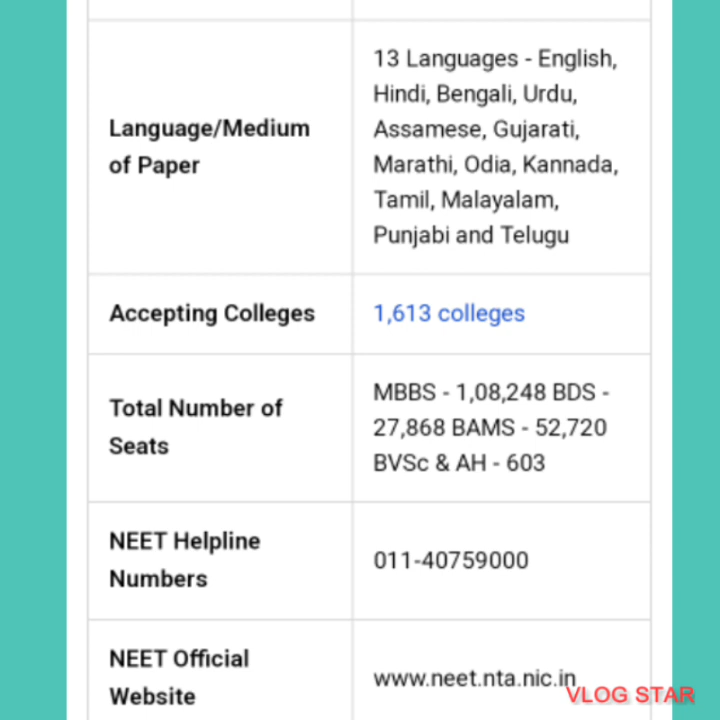 Language/Medium
of Paper
13 Languages - English,
Hindi, Bengali, Urdu,
Assamese, Gujarati,
Marathi, Odia, Kannada,
Tamil, Malayalam,
Punjabi and Telugu
Accepting Colleges
1,613 colleges
Total Number of
Seats
MBBS - 1,08,248 BDS -
27,868 BAMS - 52,720
BVSc & AH - 603
NEET Helpline
Numbers
011-40759000
NEET Official
Website
www.neet.nta.nic.in
VLOG STAR